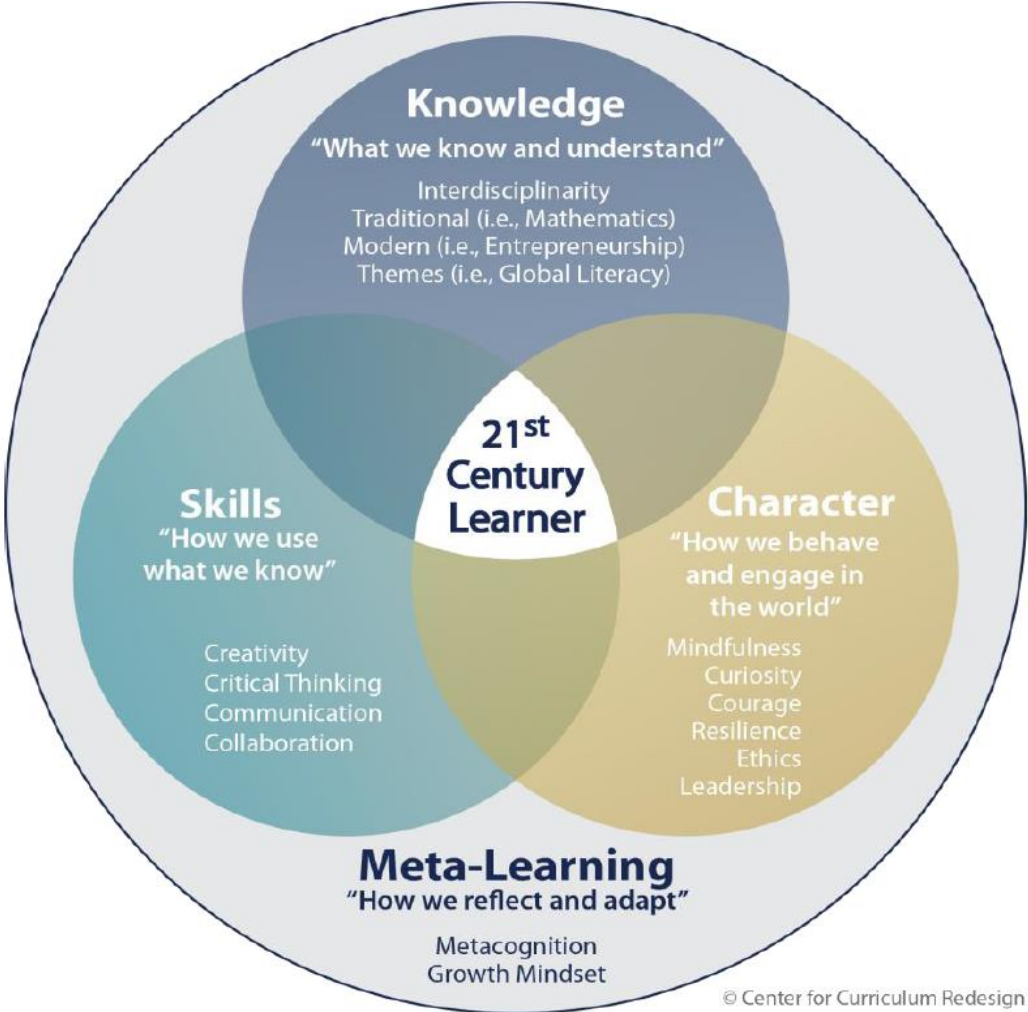 Knowledge
“What we know and understand”
Interdisciplinarity
Traditional (i.e., Mathematics)
Modern (i.e., Entrepreneurship)
Themes (i.e., Global Literacy)
21st
Century
Learner
Skills
“How we use
what we know”
Creativity
Critical Thinking
Communication
Collaboration
Character
“How we behave
and engage in
the world”
Mindfulness
Curiosity
Courage
Resilience
Ethics
Leadership
Meta-Learning
“How we reflect and adapt”
Metacognition
Growth Mindset
© Center for Curriculum Redesign